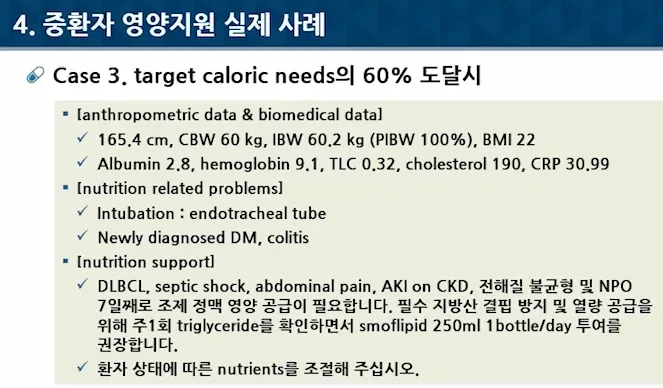 4. 중환자 영양지원 실제 사례
Case 3. target caloric needs의 60% 도달시
▪ [anthropometric data & biomedical data]
✓ 165.4 cm, CBW 60 kg, IBW 60.2 kg (PIBW 100%), BMI 22
✓ Albumin 2.8, hemoglobin 9.1, TLC 0.32, cholesterol 190, CRP 30.99
▪ [nutrition related problems]
✓ Intubation : endotracheal tube
✓ Newly diagnosed DM, colitis
▪ [nutrition support]
✓ DLBCL, septic shock, abdominal pain, AKI on CKD, 전해질 불균형 및 NPO
7일째로 조제 정맥 영양 공급이 필요합니다. 필수 지방산 결핍 방지 및 열량 공급을
위해 주1회 triglyceride를 확인하면서 smoflipid 250ml 1bottle/day 투여를
권장합니다.
✓ 환자 상태에 따른 nutrients를 조절해 주십시오.